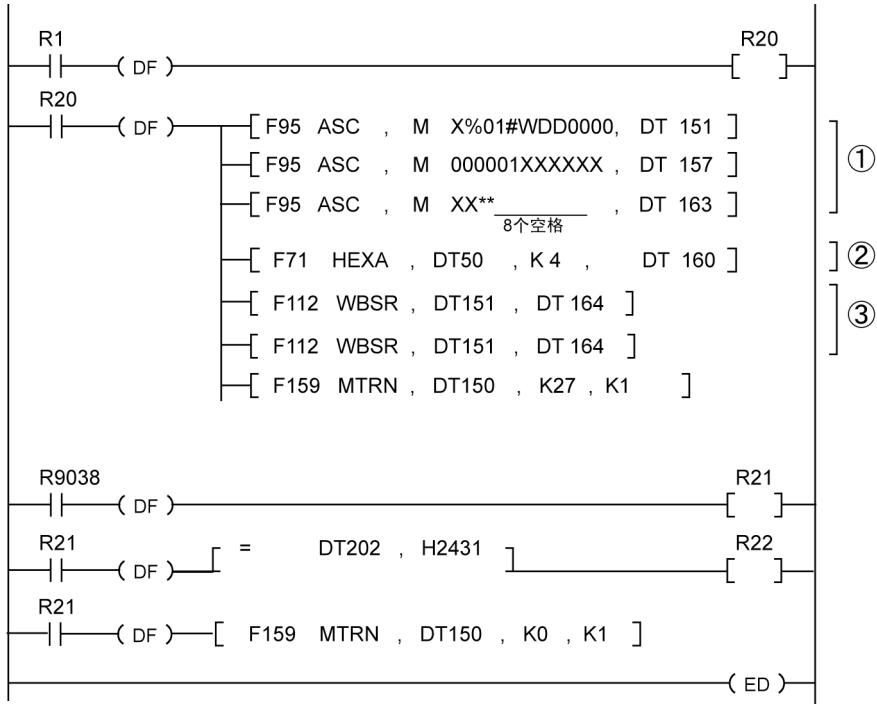 R1
( DF )
R20
[ ]
R20
( DF )
[ F95 ASC , M X%01#WDD0000, DT 151 ]
[ F95 ASC , M 000001XXXXXX , DT 157 ]
①
[ F95 ASC , M XX**________ , DT 163 ]
8个空格
[ F71 HEXA , DT50 , K 4 , DT 160 ]
②
[ F112 WBSR , DT151 , DT 164 ]
③
[ F112 WBSR , DT151 , DT 164 ]
[ F159 MTRN , DT150 , K27 , K1 ]
R9038
( DF )
R21
[ ]
R21
( DF )
[ = DT202 , H2431 ]
R22
[ ]
R21
( DF )
[ F159 MTRN , DT150 , K0 , K1 ]
( ED )